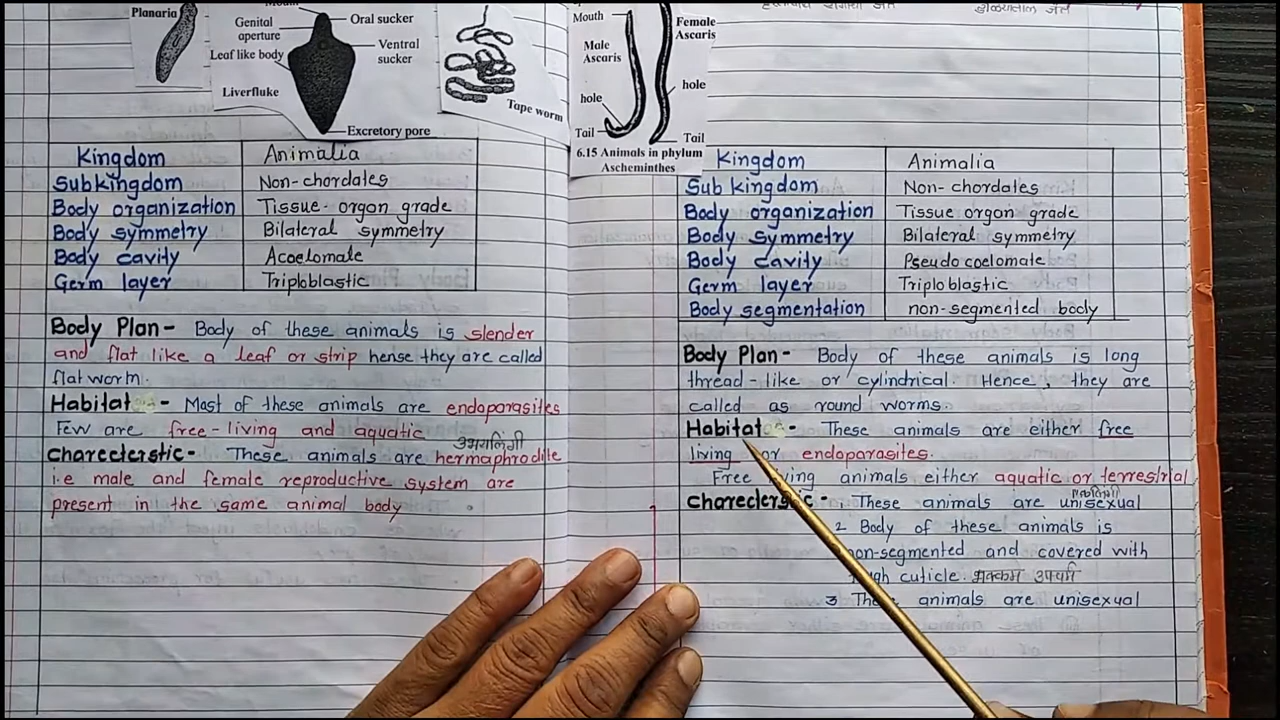 Planaria
Genital aperture
Leaf like body
Liverfluke
Oral sucker
Ventral sucker
Excretory pore
Tape worm
Kingdom Animalia
Subkingdom Non-chordates
Body organization Tissue-organ grade
Body symmetry Bilateral symmetry
Body cavity Acoelomate
Germ layer Triploblastic
Body Plan - Body of these animals is slender
and flat like a leaf or strip hense they are called
flat worm.
Habitat - Most of these animals are endoparasites
Few are free-living and aquatic
उभयलिंगी
Charecterstic - These animals are hermaphrodite
i.e male and female reproductive system are
present in the same animal body
Mouth
Male Ascaris
hole
Tail
Female Ascaris
hole
Tail
6.15 Animals in phylum
Ascheminthes
Kingdom Animalia
Sub kingdom Non-chordates
Body organization Tissue organ grade
Body symmetry Bilateral symmetry
Body cavity Pseudo coelomate
Germ layer Triploblastic
Body segmentation non-segmented body
Body Plan - Body of these animals is long
thread-like or cylindrical. Hence, they are
called as round worms.
Habitat - These animals are either free
living or endoparasites.
Free animals either aquatic or terrestrial
Charecterstic - These animals are unisexual
2 Body of these animals is
non-segmented and covered with
cuticle.
3 animals are unisexual